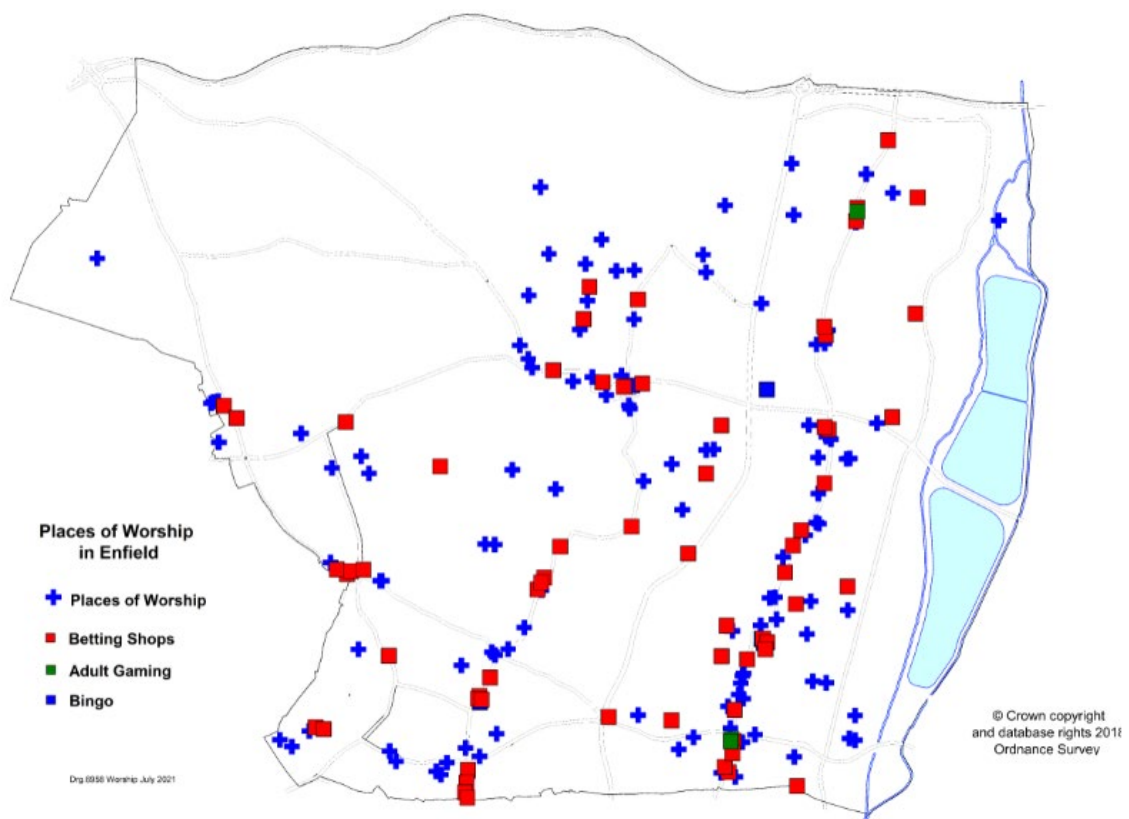 Places of Worship
in Enfield
Places of Worship
Betting Shops
Adult Gaming
Bingo
© Crown copyright
and database rights 2018
Ordnance Survey
Drg.8958 Worship July 2021